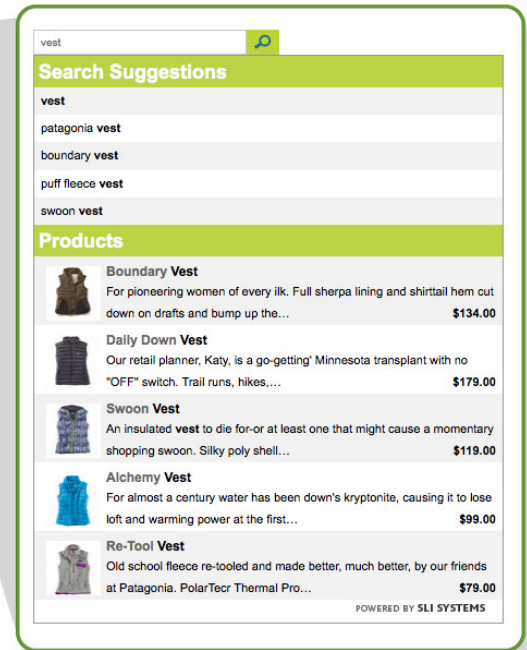 vest
Search Suggestions
vest
patagonia vest
boundary vest
puff fleece vest
swoon vest
Products
Boundary Vest
For pioneering women of every ilk. Full sherpa lining and shirttail hem cut
down on drafts and bump up the... $134.00
Daily Down Vest
Our retail planner, Katy, is a go-getting' Minnesota transplant with no
"OFF" switch. Trail runs, hikes,... $179.00
Swoon Vest
An insulated vest to die for-or at least one that might cause a momentary
shopping swoon. Silky poly shell... $119.00
Alchemy Vest
For almost a century water has been down's kryptonite, causing it to lose
loft and warming power at the first... $99.00
Re-Tool Vest
Old school fleece re-tooled and made better, much better, by our friends
at Patagonia. PolarTecr Thermal Pro... $79.00
POWERED BY SLI SYSTEMS